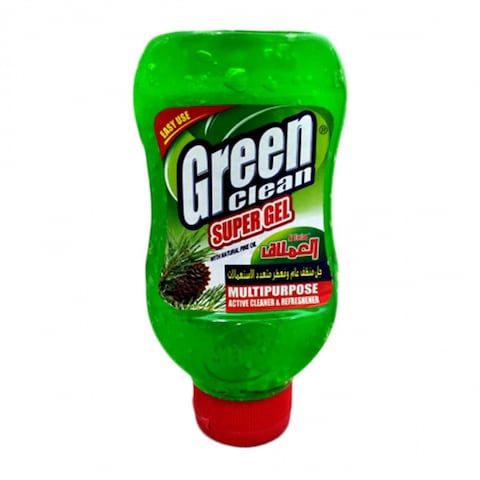 EASY USE
Green®
clean
SUPER GEL
WITH NATURAL PINE OIL
العملاق
جل منظف عام ومعطر متعدد الاستعمالات
MULTIPURPOSE
ACTIVE CLEANER & REFRESHENER